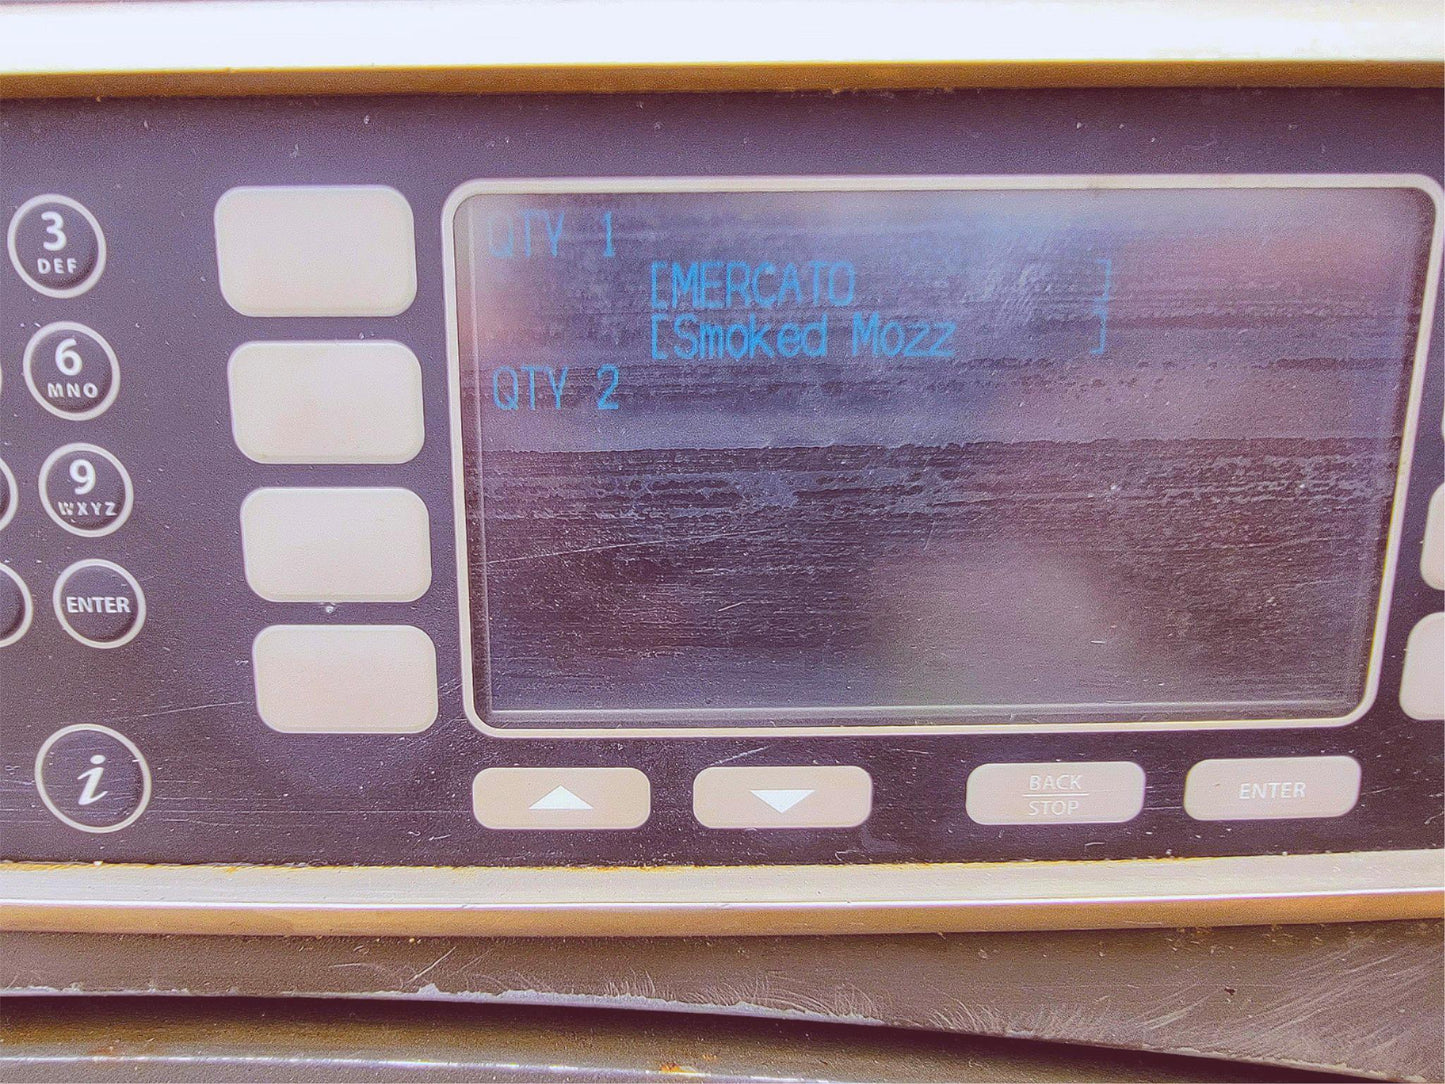 QTY 1
[MERCATO ]
[Smoked Mozz ]
QTY 2
3
DEF
6
MNO
9
WXYZ
ENTER
i
BACK
STOP
ENTER